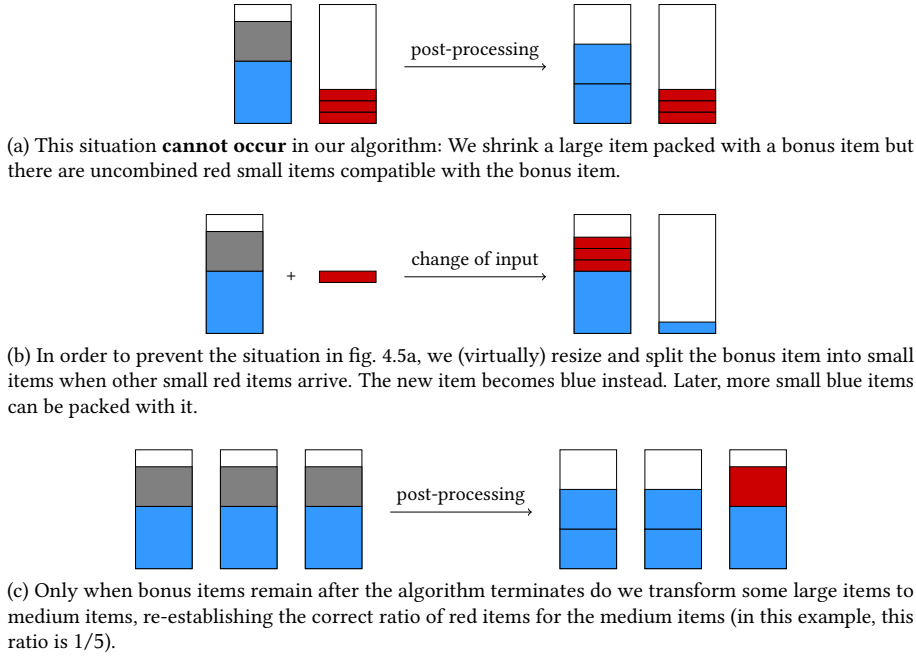 post-processing
(a) This situation cannot occur in our algorithm: We shrink a large item packed with a bonus item but
there are uncombined red small items compatible with the bonus item.
+
change of input
(b) In order to prevent the situation in fig. 4.5a, we (virtually) resize and split the bonus item into small
items when other small red items arrive. The new item becomes blue instead. Later, more small blue items
can be packed with it.
post-processing
(c) Only when bonus items remain after the algorithm terminates do we transform some large items to
medium items, re-establishing the correct ratio of red items for the medium items (in this example, this
ratio is 1/5).